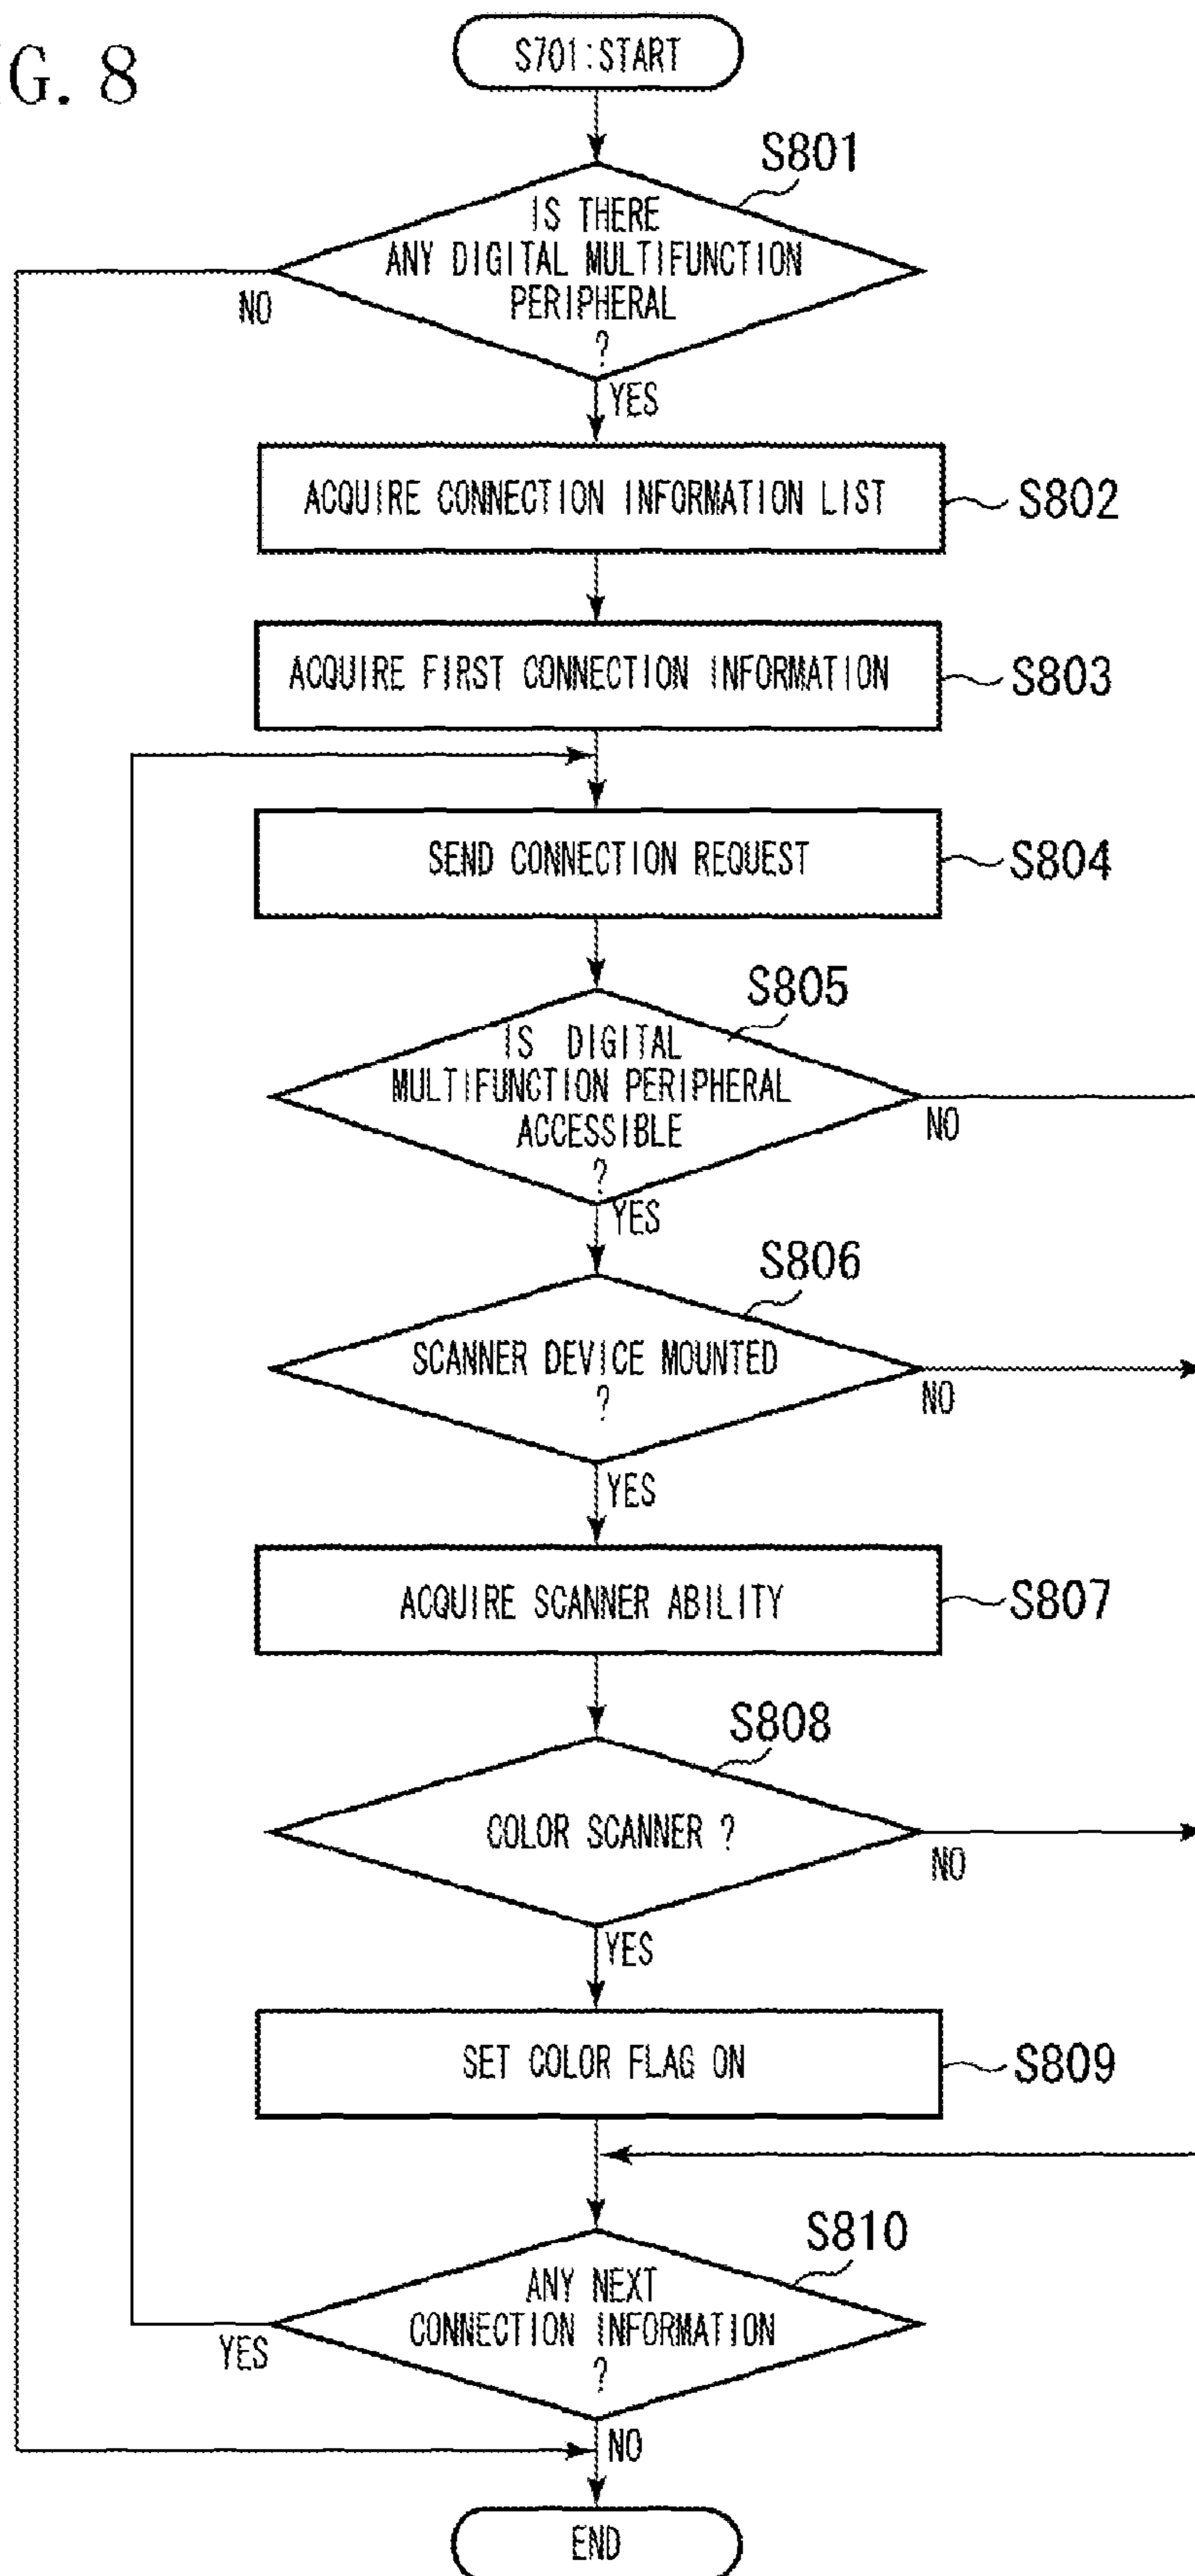 G. 8
S701:START
S801
IS THERE
ANY DIGITAL MULTIFUNCTION
PERIPHERAL
?
NO
YES
ACQUIRE CONNECTION INFORMATION LIST
S802
ACQUIRE FIRST CONNECTION INFORMATION
S803
SEND CONNECTION REQUEST
S804
S805
IS DIGITAL
MULTIFUNCTION PERIPHERAL
ACCESSIBLE
?
NO
YES
S806
SCANNER DEVICE MOUNTED
?
NO
YES
ACQUIRE SCANNER ABILITY
S807
S808
COLOR SCANNER ?
NO
YES
SET COLOR FLAG ON
S809
S810
ANY NEXT
CONNECTION INFORMATION
?
YES
NO
END